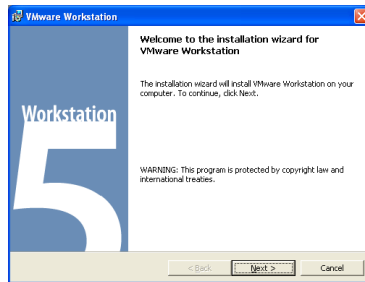 VMware Workstation
Welcome to the installation wizard for
VMware Workstation
The installation wizard will install VMware Workstation on your
computer. To continue, click Next.
Workstation
5
WARNING: This program is protected by copyright law and
international treaties.
< Back
Next >
Cancel